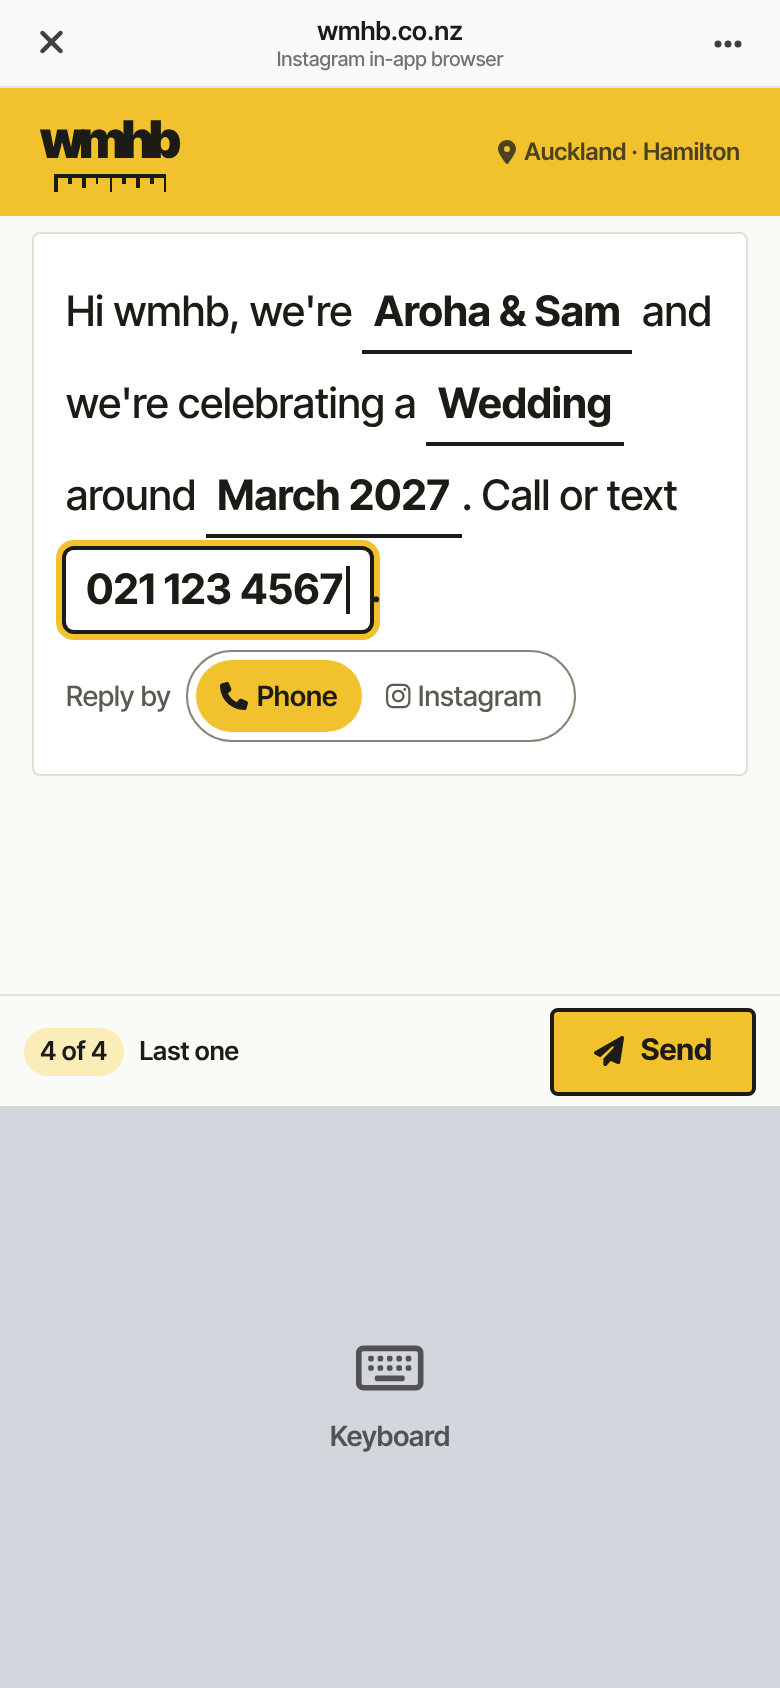 wmhb.co.nz
Instagram in-app browser
wmhb
Auckland · Hamilton
Hi wmhb, we're Aroha & Sam and
we're celebrating a Wedding
around March 2027. Call or text
021 123 4567.
Reply by Phone Instagram
4 of 4 Last one Send
Keyboard